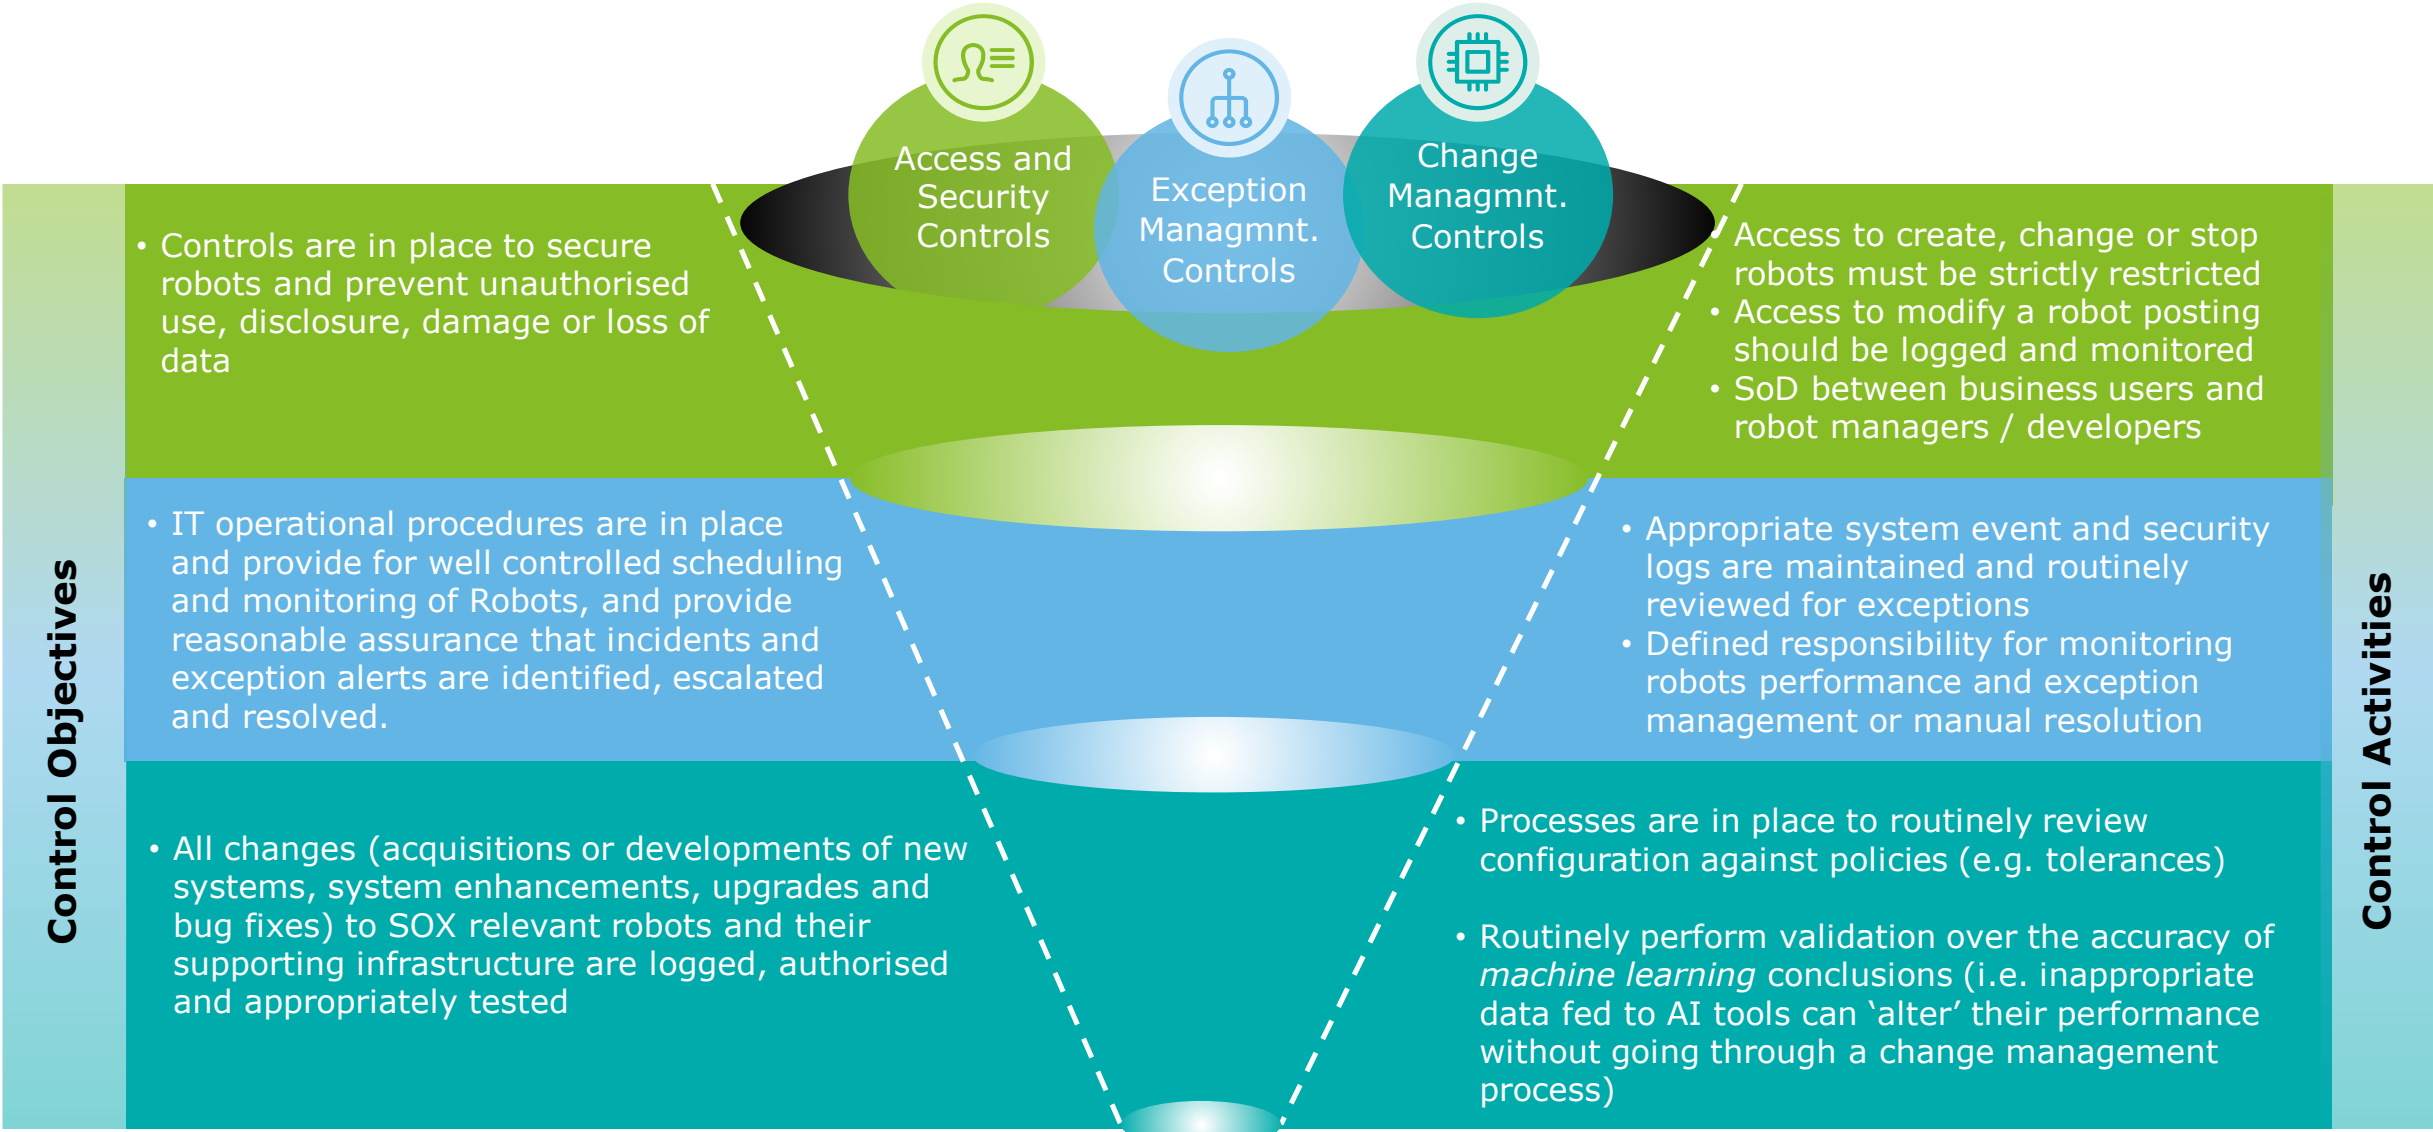 Access and
Security
Controls
Exception
Managmnt.
Controls
Change
Managmnt.
Controls
Control Objectives
• Controls are in place to secure
robots and prevent unauthorised
use, disclosure, damage or loss of
data
• Access to create, change or stop
robots must be strictly restricted
• Access to modify a robot posting
should be logged and monitored
• SoD between business users and
robot managers / developers
• IT operational procedures are in place
and provide for well controlled scheduling
and monitoring of Robots, and provide
reasonable assurance that incidents and
exception alerts are identified, escalated
and resolved.
• Appropriate system event and security
logs are maintained and routinely
reviewed for exceptions
• Defined responsibility for monitoring
robots performance and exception
management or manual resolution
• All changes (acquisitions or developments of new
systems, system enhancements, upgrades and
bug fixes) to SOX relevant robots and their
supporting infrastructure are logged, authorised
and appropriately tested
• Processes are in place to routinely review
configuration against policies (e.g. tolerances)
• Routinely perform validation over the accuracy of
machine learning conclusions (i.e. inappropriate
data fed to AI tools can ‘alter’ their performance
without going through a change management
process)
Control Activities